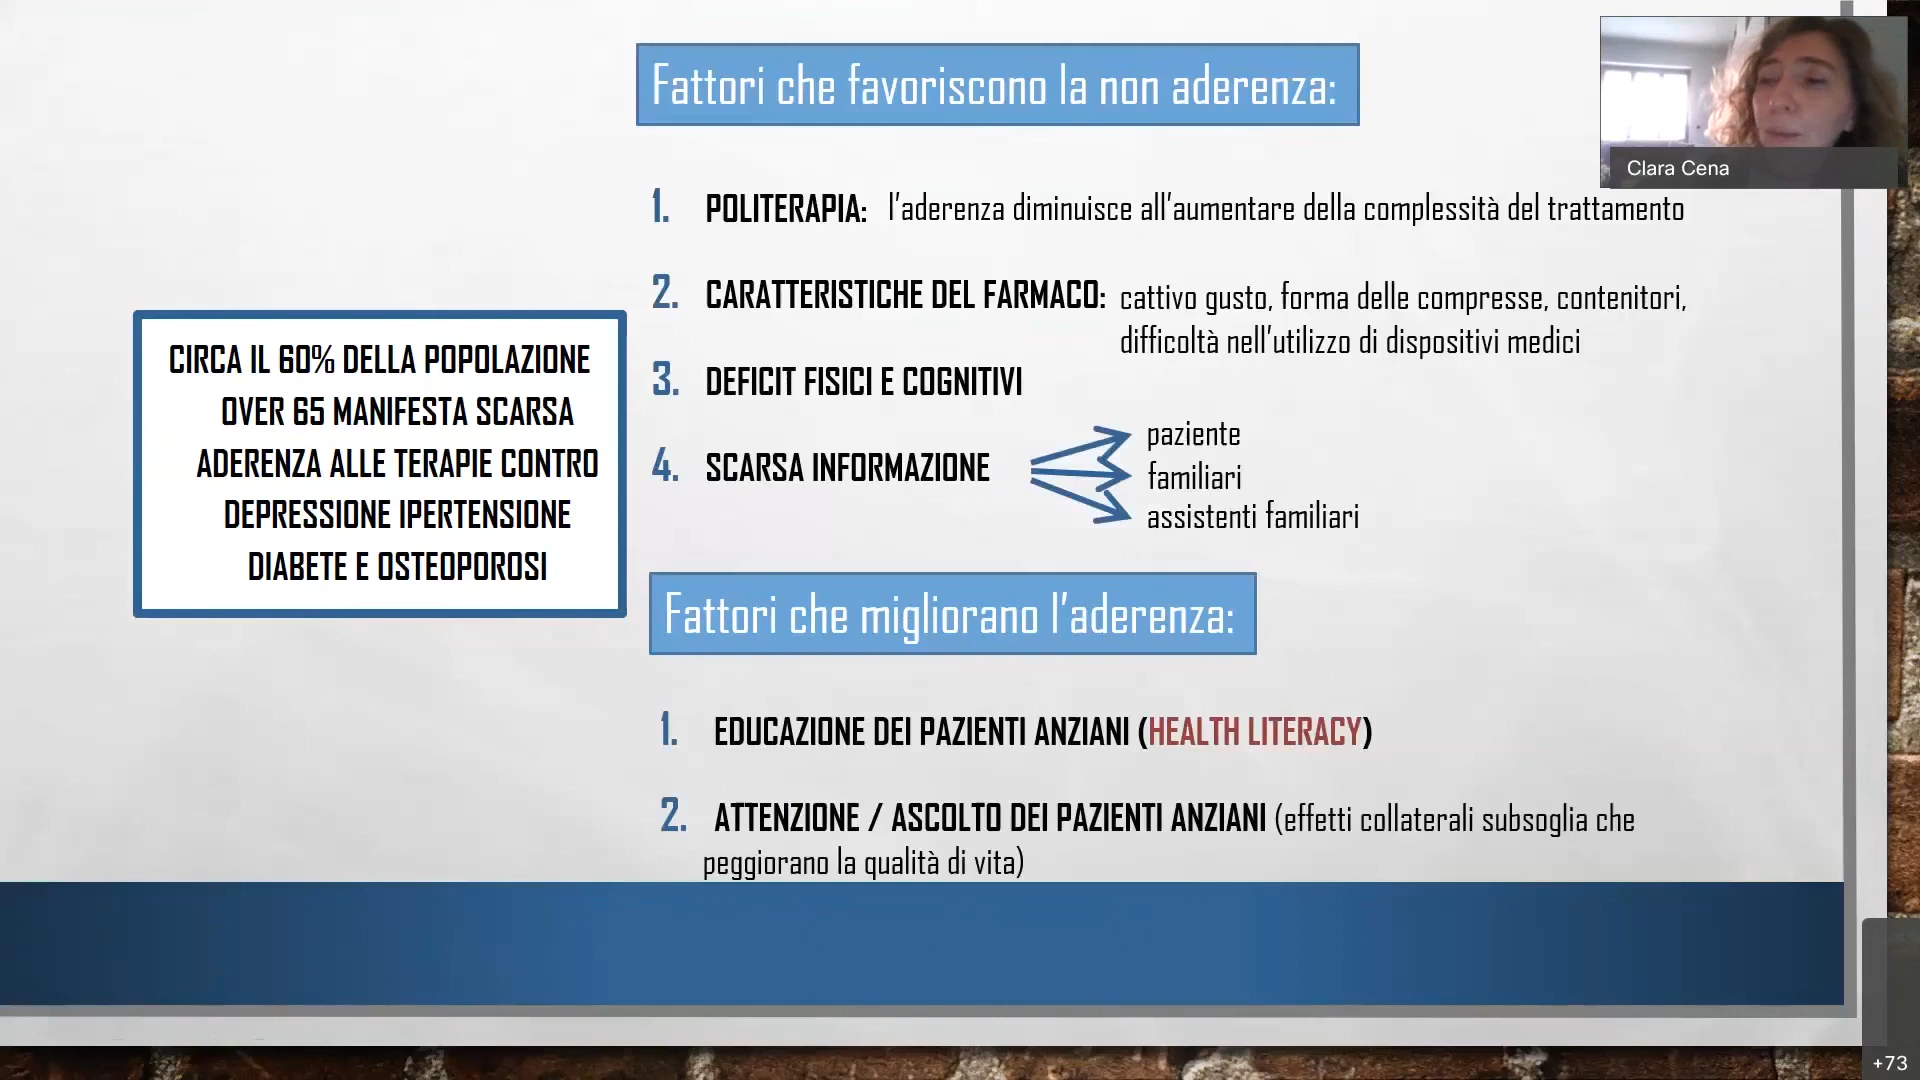 Fattori che favoriscono la non aderenza:
Clara Cena
1. POLITERAPIA: l'aderenza diminuisce all'aumentare della complessità del trattamento
2. CARATTERISTICHE DEL FARMACO: cattivo gusto, forma delle compresse, contenitori,
difficoltà nell'utilizzo di dispositivi medici
3. DEFICIT FISICI E COGNITIVI
4. SCARSA INFORMAZIONE
paziente
familiari
assistenti familiari
CIRCA IL 60% DELLA POPOLAZIONE
OVER 65 MANIFESTA SCARSA
ADERENZA ALLE TERAPIE CONTRO
DEPRESSIONE IPERTENSIONE
DIABETE E OSTEOPOROSI
Fattori che migliorano l'aderenza:
1. EDUCAZIONE DEI PAZIENTI ANZIANI (HEALTH LITERACY)
2. ATTENZIONE / ASCOLTO DEI PAZIENTI ANZIANI (effetti collaterali subsoglia che
peggiorano la qualità di vita)
+73